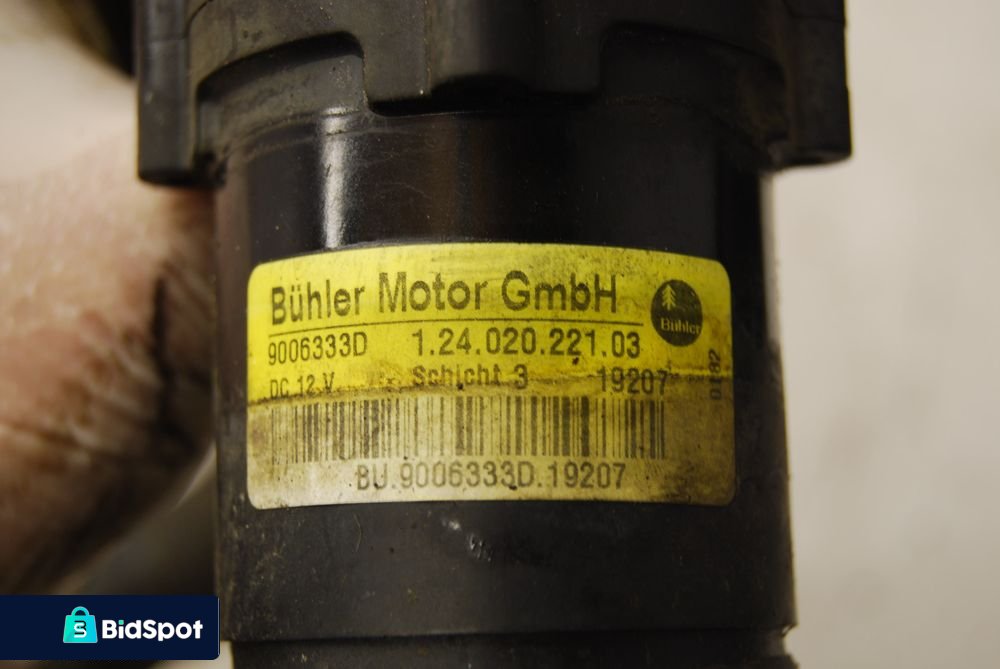 Bühler Motor GmbH
Bühler
9006333D 1.24.020.221.03
DC 12 V Schicht 3 19207
0182
BU.9006333D.19207
BidSpot